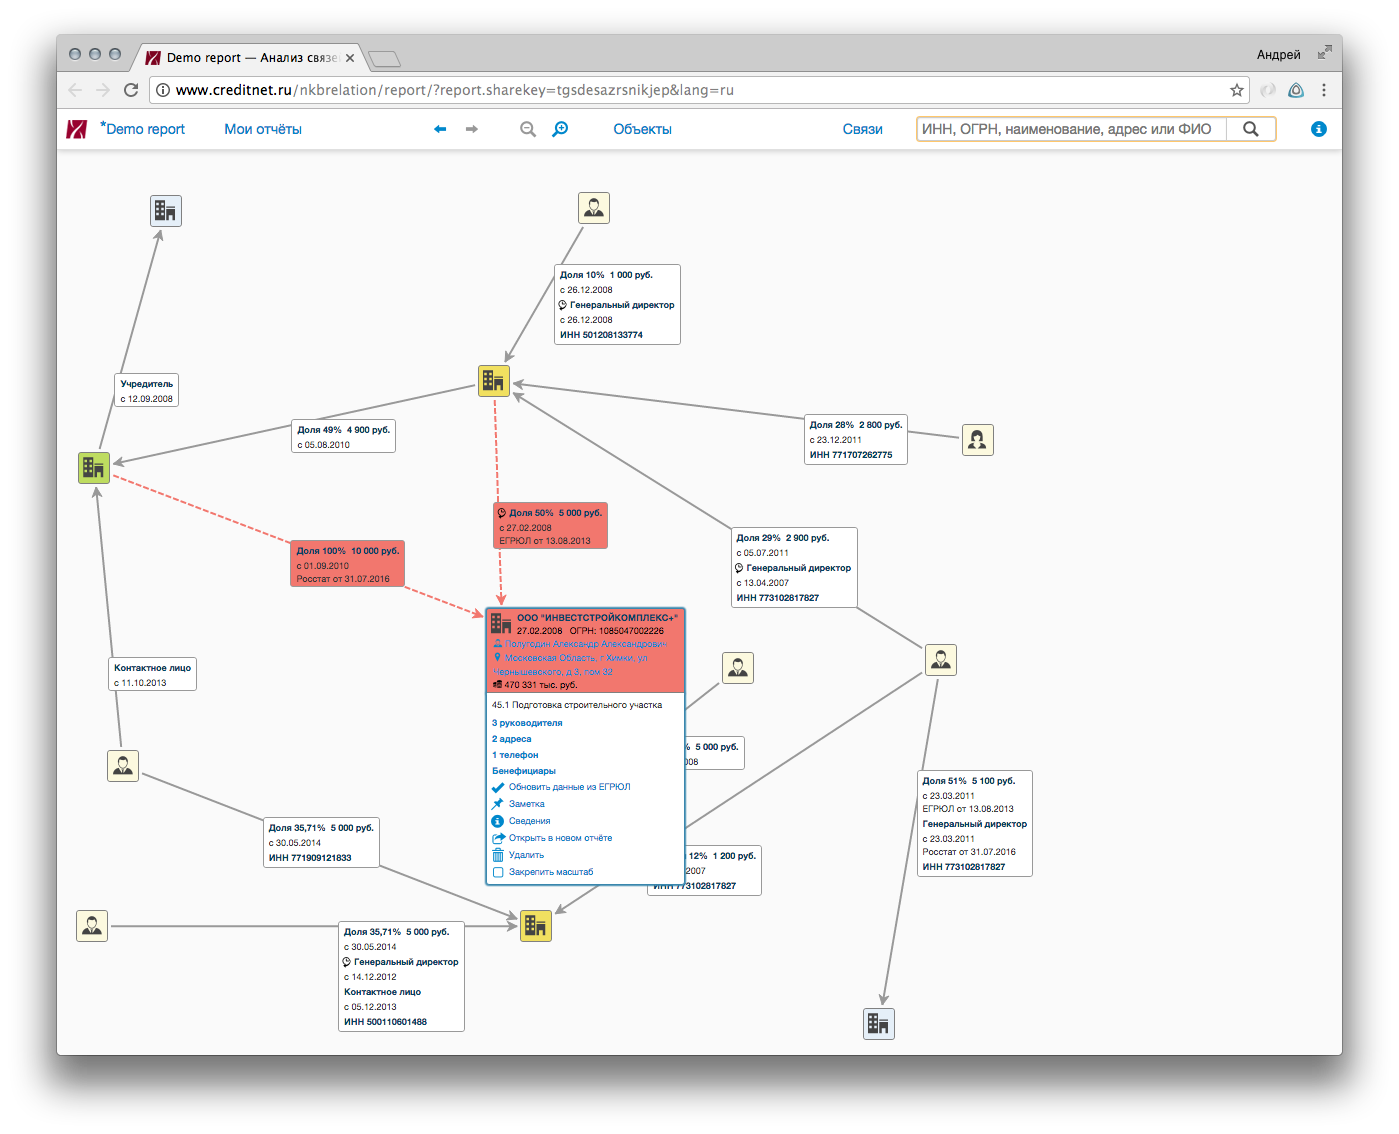 Demo report — Анализ связе
Андрей
www.creditnet.ru/nkbrelation/report/?report.sharekey=tgsdesazrsnikjep&lang=ru
*Demo report
Мои отчёты
Объекты
Связи
ИНН, ОГРН, наименование, адрес или ФИО
Доля 10% 1 000 руб.
с 26.12.2008
Генеральный директор
с 26.12.2008
ИНН 501208133774
Учредитель
с 12.09.2008
Доля 49% 4 900 руб.
с 05.08.2010
Доля 28% 2 800 руб.
с 23.12.2011
ИНН 771707262775
Доля 50% 5 000 руб.
с 27.02.2008
ЕГРЮЛ от 13.08.2013
Доля 29% 2 900 руб.
с 05.07.2011
Генеральный директор
с 13.04.2007
ИНН 773102817827
Доля 100% 10 000 руб.
с 01.09.2010
Росстат от 31.07.2016
ООО "ИНВЕСТСТРОЙКОМПЛЕКС+"
27.02.2008 ОГРН: 1085047002226
Полугодин Александр Александрович
Московская Область, г Химки, ул
Чернышевского, д 3, пом 32
470 331 тыс. руб.
45.1 Подготовка строительного участка
3 руководителя
2 адреса
1 телефон
Бенефициары
Обновить данные из ЕГРЮЛ
Заметка
Сведения
Открыть в новом отчёте
Удалить
Закрепить масштаб
Контактное лицо
с 11.10.2013
% 5 000 руб.
008
Доля 51% 5 100 руб.
с 23.03.2011
ЕГРЮЛ от 13.08.2013
Генеральный директор
с 23.03.2011
Росстат от 31.07.2016
ИНН 773102817827
Доля 35,71% 5 000 руб.
с 30.05.2014
ИНН 771909121833
12% 1 200 руб.
2007
ИНН 773102817827
Доля 35,71% 5 000 руб.
с 30.05.2014
Генеральный директор
с 14.12.2012
Контактное лицо
с 05.12.2013
ИНН 500110601488